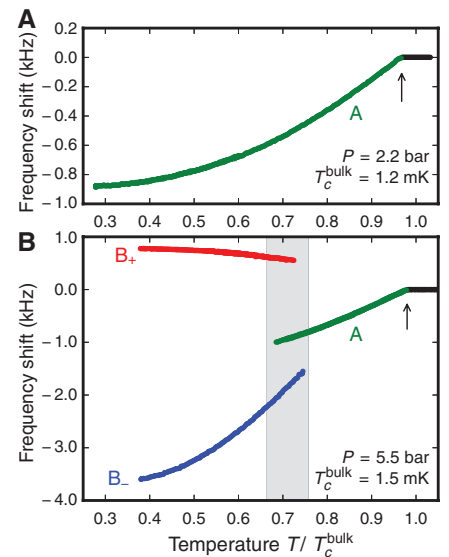 A
Frequency shift (kHz)
0.2
0.0
− 0.2
− 0.4
− 0.6
− 0.8
− 1.0
A
P = 2.2 bar
T_c^bulk = 1.2 mK
0.3 0.4 0.5 0.6 0.7 0.8 0.9 1.0
B
Frequency shift (kHz)
1.0
0.0
− 1.0
− 2.0
− 3.0
− 4.0
B₊
A
B₋
P = 5.5 bar
T_c^bulk = 1.5 mK
0.3 0.4 0.5 0.6 0.7 0.8 0.9 1.0
Temperature T/ T_c^bulk